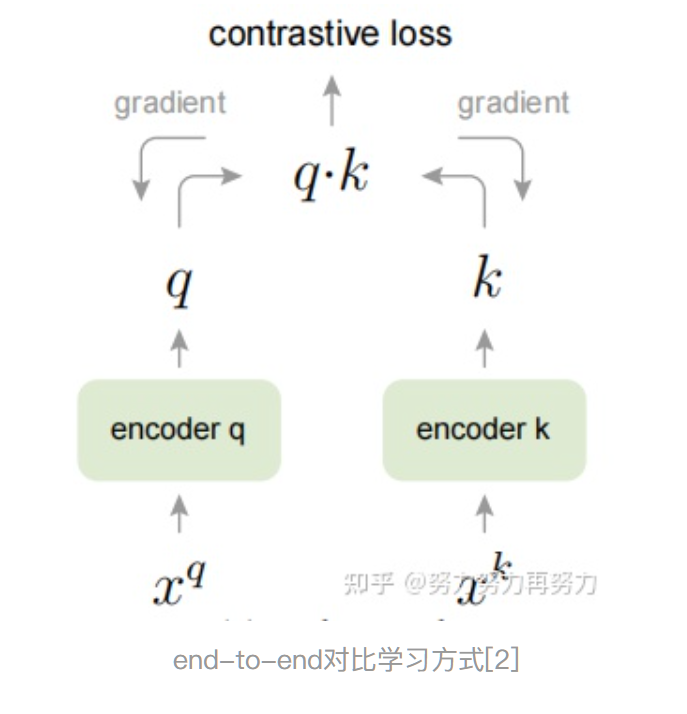 contrastive loss
gradient gradient
q·k
q k
encoder q encoder k
x^q x^k
知乎 @努力努力再努力
end-to-end对比学习方式[2]